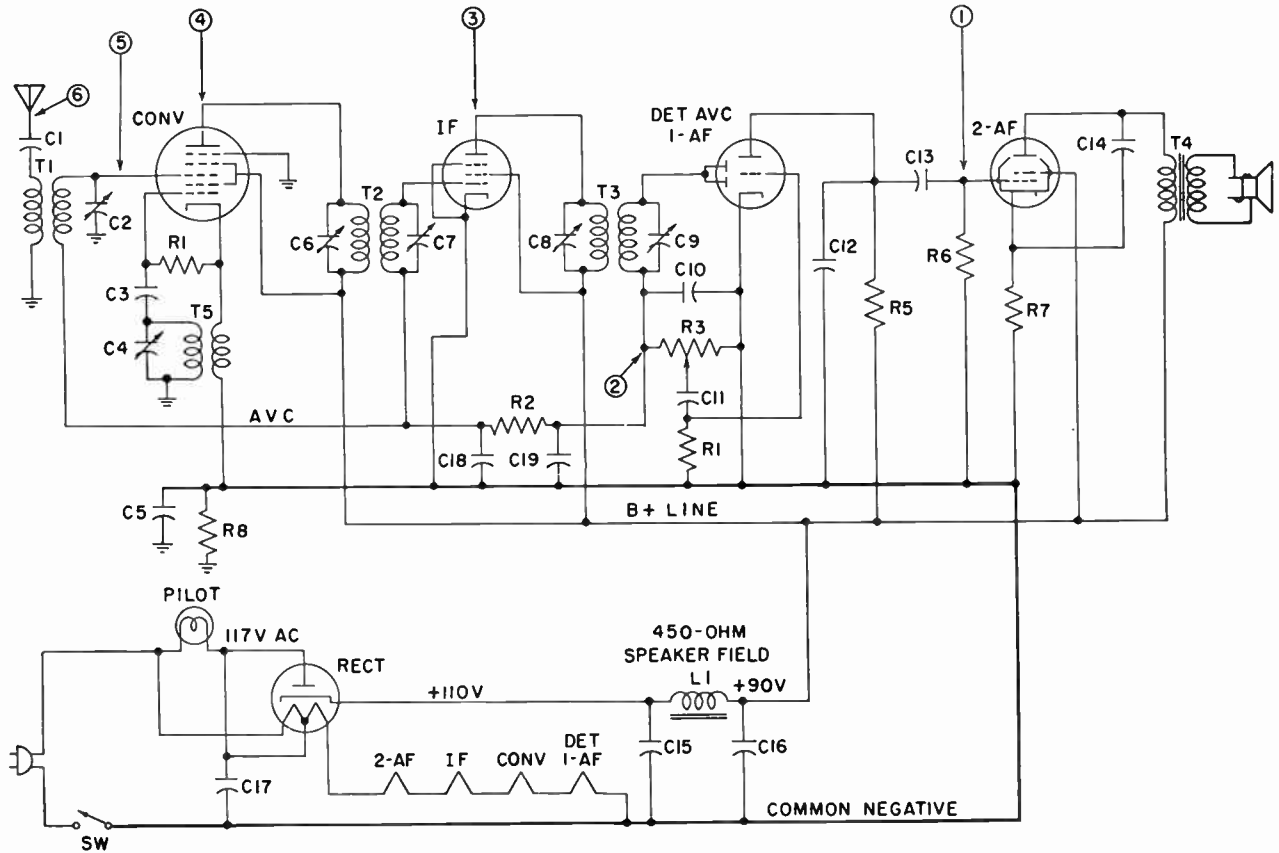 ④
③
①
⑤
⑥
C1
T1
CONV
IF
DET AVC
1-AF
2-AF
C14
T4
C13
C2
T2
T3
R1
C6
C7
C8
C9
C12
R6
C3
T5
C10
R5
R7
C4
R3
②
C11
AVC
R2
R1
C18
C19
C5
R8
B+ LINE
PILOT
117V AC
RECT
450-OHM
SPEAKER FIELD
L1
+110V
+90V
C15
C16
C17
2-AF
IF
CONV
DET
1-AF
COMMON NEGATIVE
SW